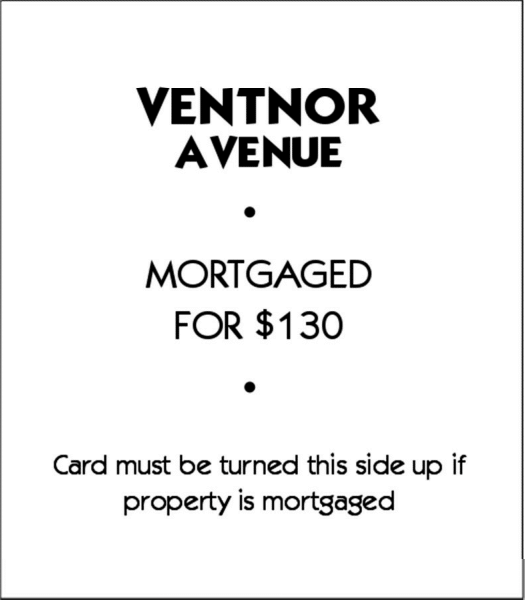 VENTNOR
AVENUE
•
MORTGAGED
FOR $130
•
Card must be turned this side up if
property is mortgaged